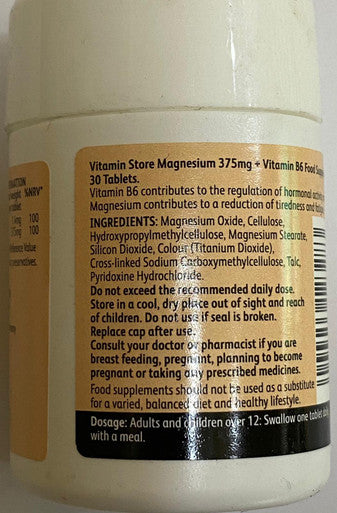 %NRV*
100
100
Vitamin Store Magnesium 375mg + Vitamin B6 Food
30 Tablets.
Vitamin B6 contributes to the regulation of hormonal
Magnesium contributes to a reduction of tiredness and
INGREDIENTS: Magnesium Oxide, Cellulose,
Hydroxypropylmethylcellulose, Magnesium Stearate,
Silicon Dioxide, Colour (Titanium Dioxide),
Cross-linked Sodium Carboxymethylcellulose, Talc,
Pyridoxine Hydrochloride.
Do not exceed the recommended daily dose.
Store in a cool, dry place out of sight and reach
of children. Do not use if seal is broken.
Replace cap after use.
Consult your doctor or pharmacist if you are
breast feeding, pregnant, planning to become
pregnant or taking any prescribed medicines.
Food supplements should not be used as a substitute
for a varied, balanced diet and healthy lifestyle.
Dosage: Adults and children over 12: Swallow one tablet
with a meal.